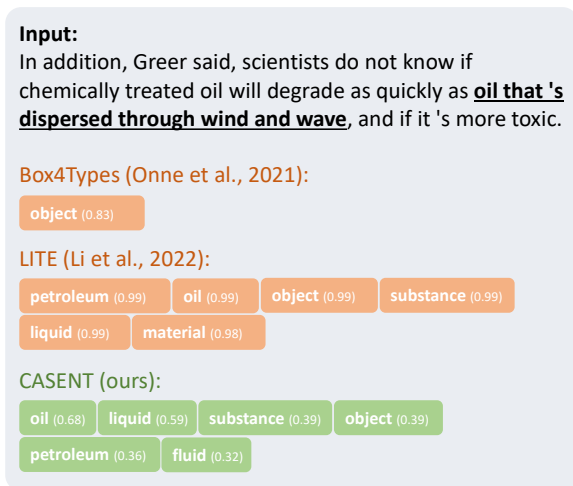 Input:
In addition, Greer said, scientists do not know if
chemically treated oil will degrade as quickly as oil that 's
dispersed through wind and wave, and if it 's more toxic.
Box4Types (Onne et al., 2021):
object (0.83)
LITE (Li et al., 2022):
petroleum (0.99) oil (0.99) object (0.99) substance (0.99)
liquid (0.99) material (0.98)
CASENT (ours):
oil (0.68) liquid (0.59) substance (0.39) object (0.39)
petroleum (0.36) fluid (0.32)